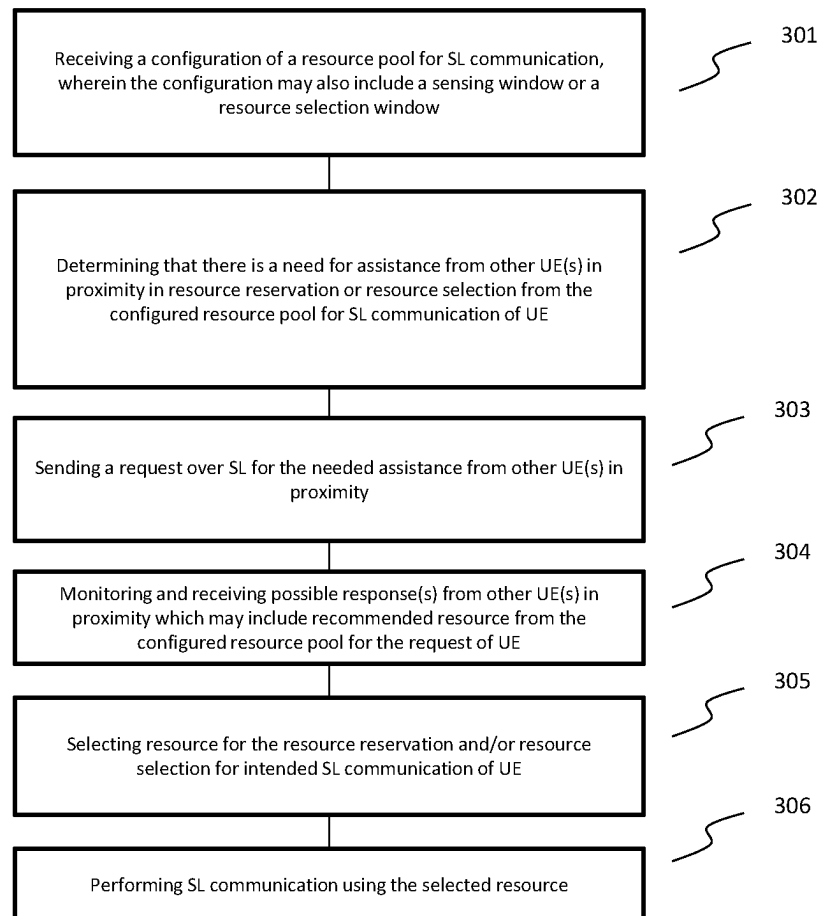 Receiving a configuration of a resource pool for SL communication,
wherein the configuration may also include a sensing window or a
resource selection window
301
Determining that there is a need for assistance from other UE(s) in
proximity in resource reservation or resource selection from the
configured resource pool for SL communication of UE
302
Sending a request over SL for the needed assistance from other UE(s) in
proximity
303
Monitoring and receiving possible response(s) from other UE(s) in
proximity which may include recommended resource from the
configured resource pool for the request of UE
304
Selecting resource for the resource reservation and/or resource
selection for intended SL communication of UE
305
Performing SL communication using the selected resource
306